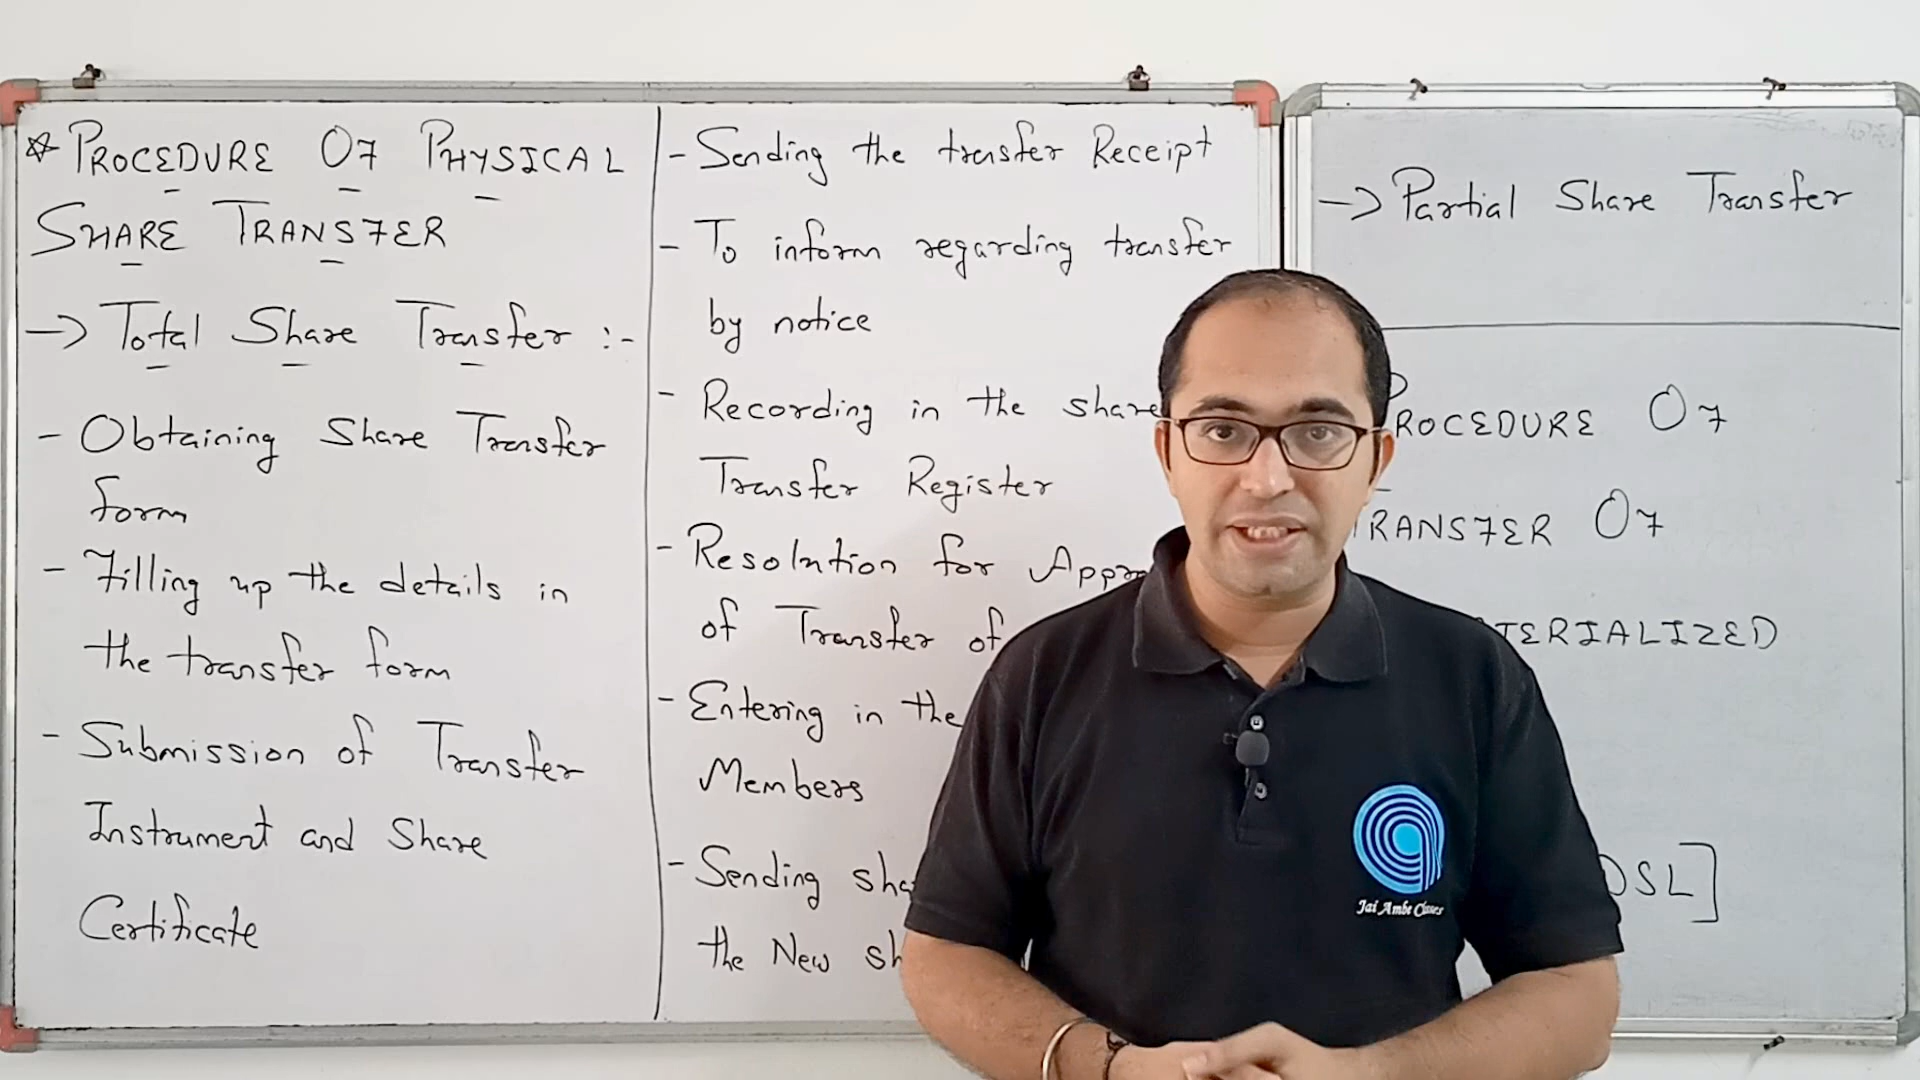 * PROCEDURE OF PHYSICAL
SHARE TRANSFER
-> Total Share Transfer :-
- Obtaining Share Transfer
form
- Filling up the details in
the transfer form
- Submission of Transfer
Instrument and Share
Certificate
- Sending the transfer Receipt
- To inform regarding transfer
by notice
- Recording in the share
Transfer Register
- Resolution for
of Transfer of
- Entering in the
Members
- Sending
the New
-> Partial Share Transfer
PROCEDURE OF
TRANSFER OF
TERIALIZED
DSL]
Jai Ambe Classes